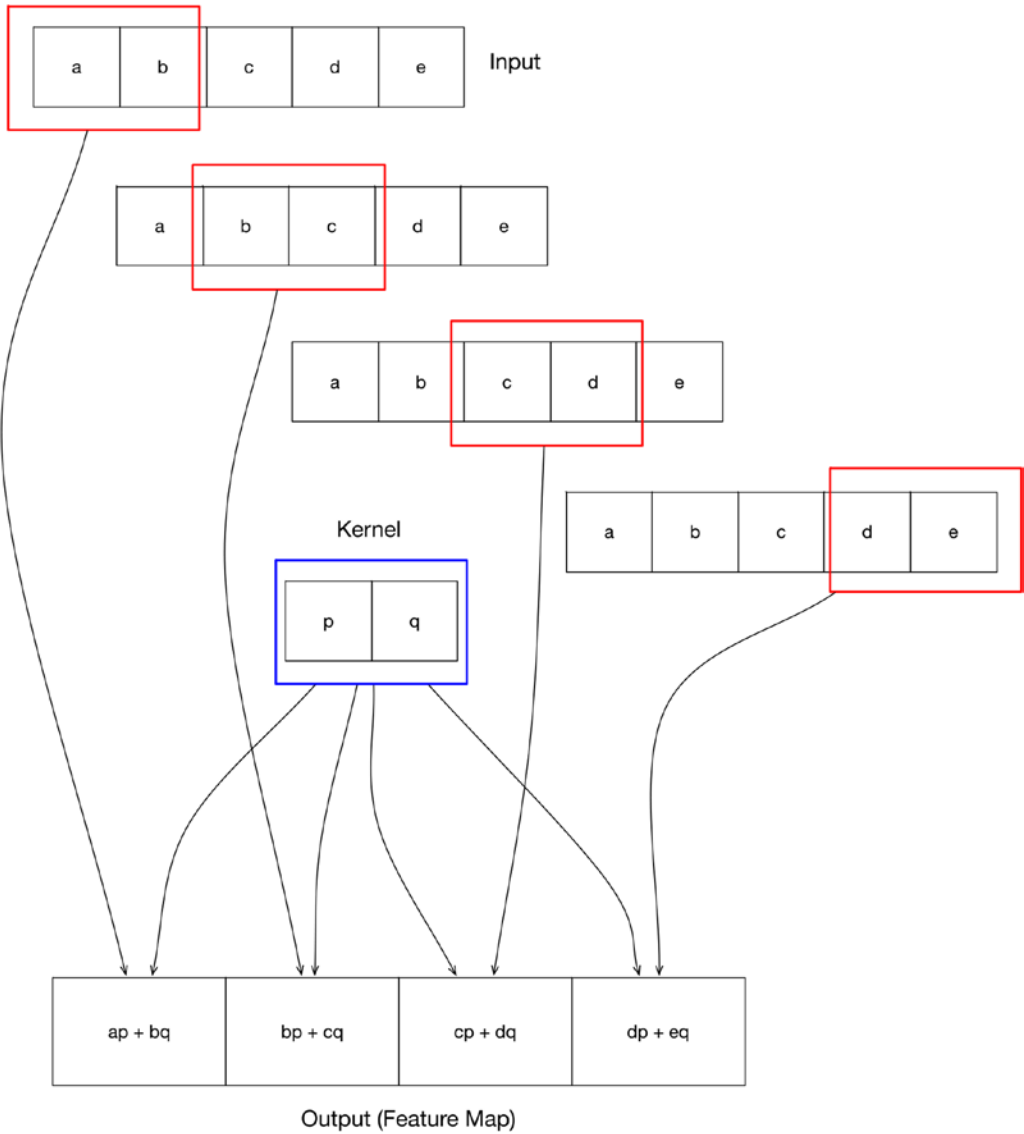 a b c d e Input
a b c d e
a b c d e
a b c d e
Kernel
p q
ap + bq bp + cq cp + dq dp + eq
Output (Feature Map)